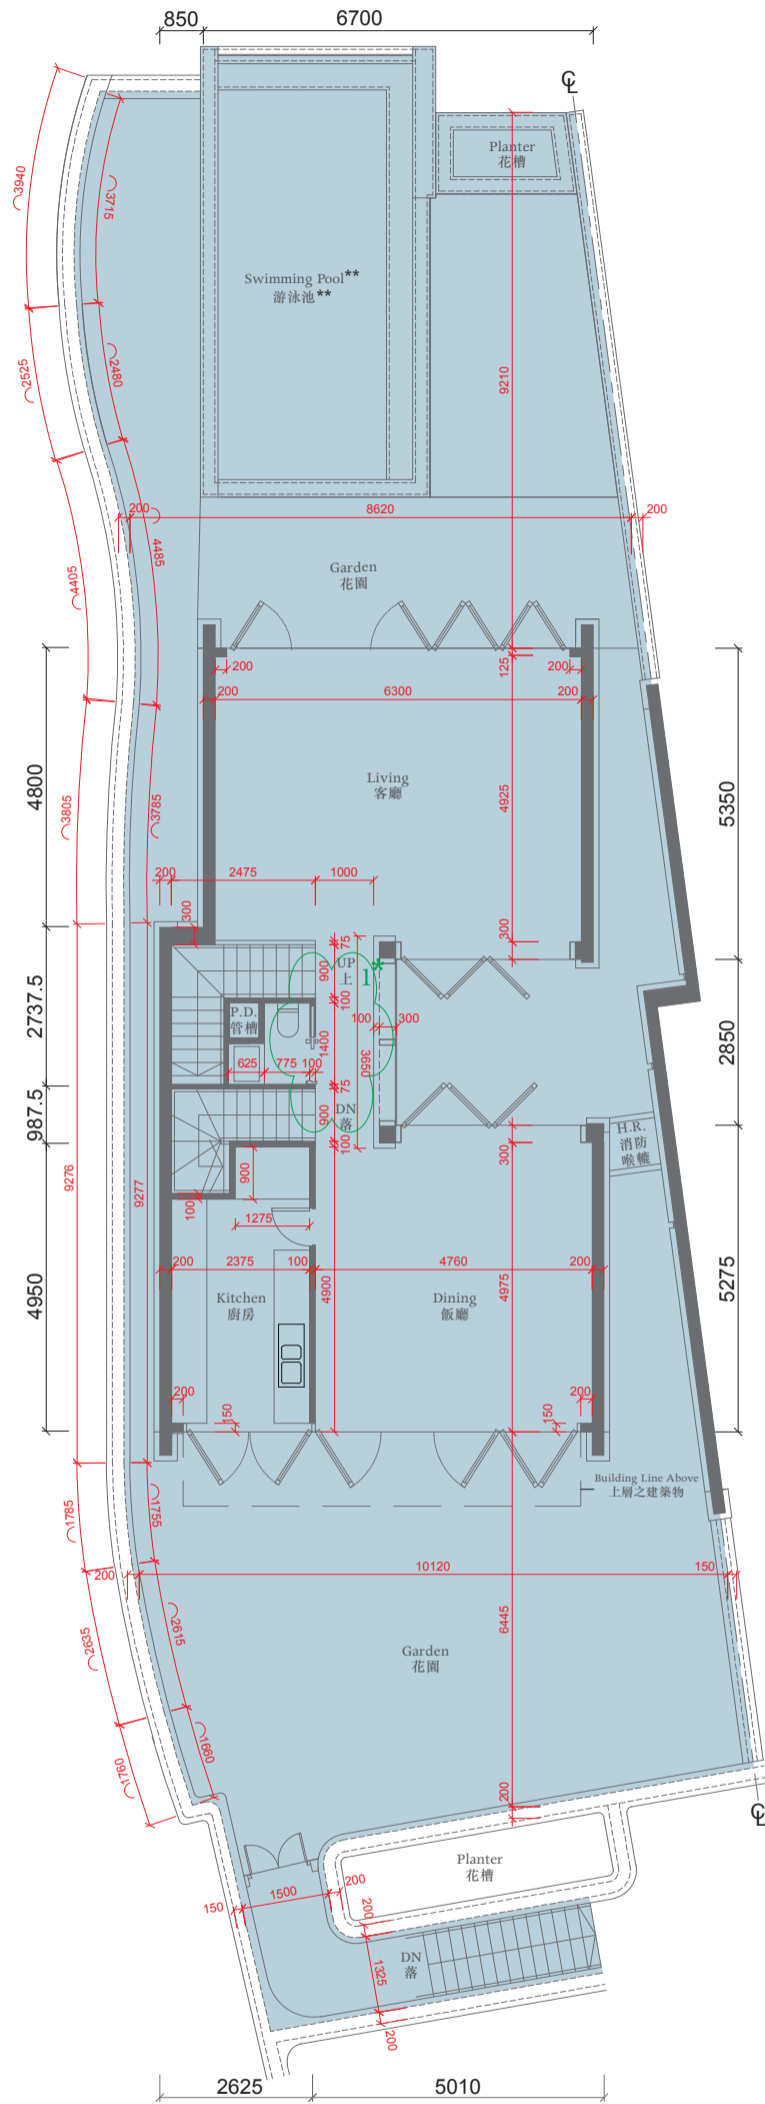 850
6700
℄
Planter
花槽
3940
3715
Swimming Pool**
游泳池**
2525
2480
9210
200
8620
200
4485
4405
Garden
花園
125
200
200
200
6300
200
4800
Living
客廳
4925
5350
3805
3785
200
2475
1000
300
75
300
UP
上
1*
900
2737.5
P.D.
管槽
100
100
300
1400
3650
2850
625
775
100
75
987.5
DN
落
900
H.R.
消防
喉轆
100
300
9276
9277
900
100
1275
200
2375
100
4760
200
4950
Kitchen
廚房
4900
Dining
飯廳
4975
5275
200
150
200
150
Building Line Above
上層之建築物
1785
1755
200
10120
150
6445
2635
2615
Garden
花園
1760
1660
200
℄
Planter
花槽
150
1500
200
200
DN
落
1325
200
2625
5010